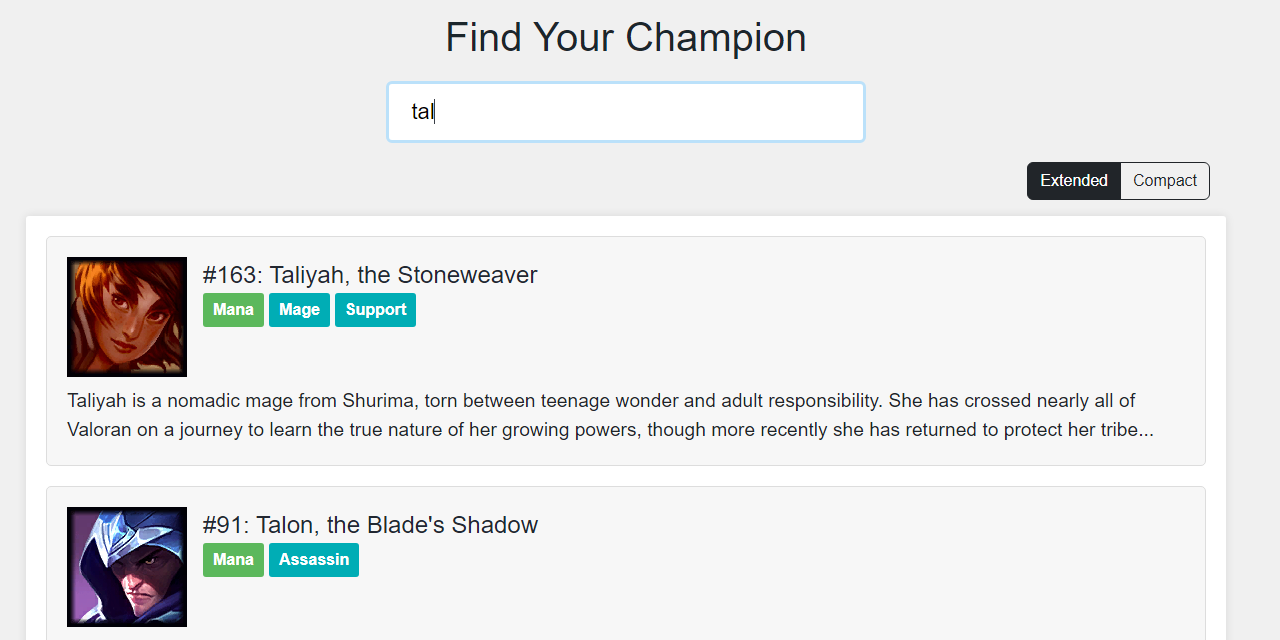 Find Your Champion
tal
Extended Compact
#163: Taliyah, the Stoneweaver
Mana Mage Support
Taliyah is a nomadic mage from Shurima, torn between teenage wonder and adult responsibility. She has crossed nearly all of
Valoran on a journey to learn the true nature of her growing powers, though more recently she has returned to protect her tribe...
#91: Talon, the Blade's Shadow
Mana Assassin